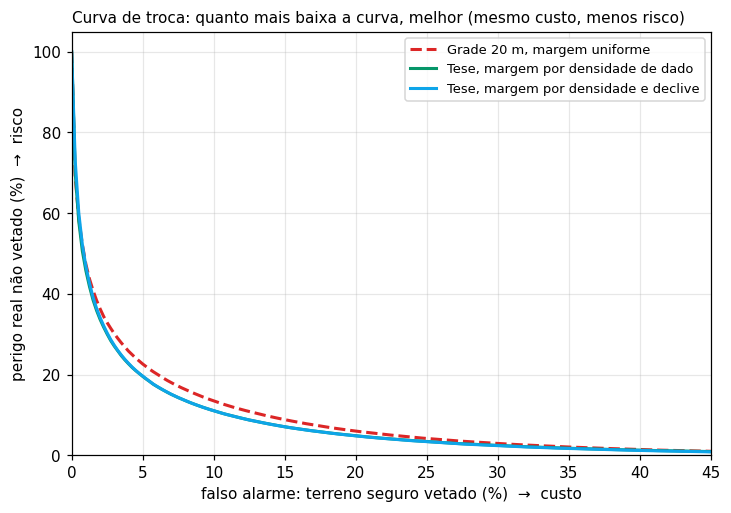 Curva de troca: quanto mais baixa a curva, melhor (mesmo custo, menos risco)
Grade 20 m, margem uniforme
Tese, margem por densidade de dado
Tese, margem por densidade e declive
perigo real não vetado (%) → risco
100
80
60
40
20
0
0 5 10 15 20 25 30 35 40 45
falso alarme: terreno seguro vetado (%) → custo